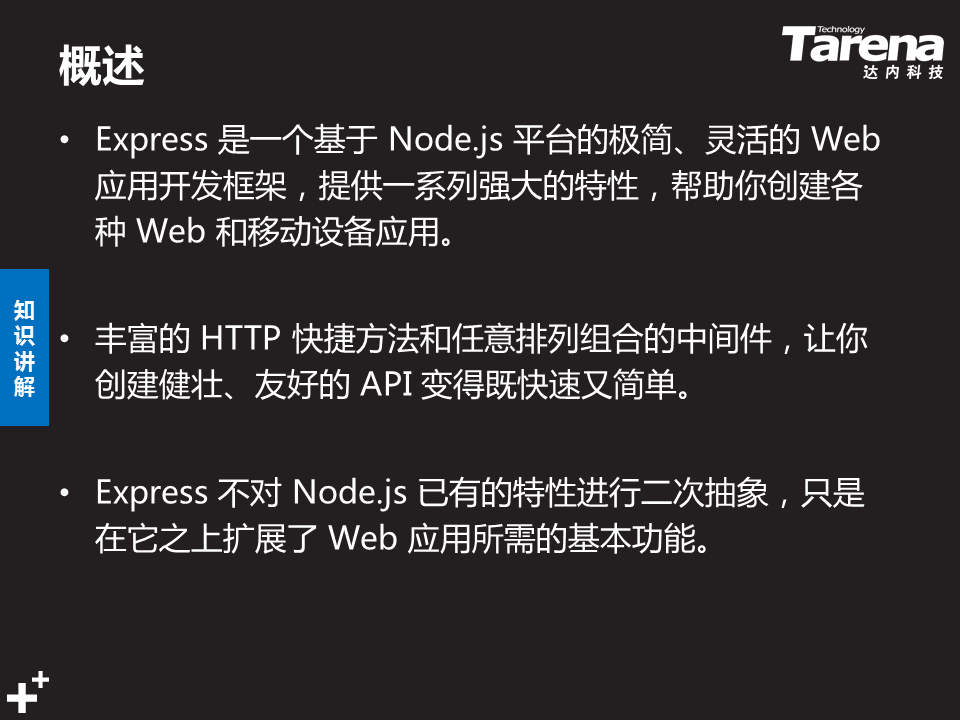 概述
Technology
Tarena
达内科技
• Express 是一个基于 Node.js 平台的极简、灵活的 Web
应用开发框架，提供一系列强大的特性，帮助你创建各
种 Web 和移动设备应用。
知识讲解
• 丰富的 HTTP 快捷方法和任意排列组合的中间件，让你
创建健壮、友好的 API 变得既快速又简单。
• Express 不对 Node.js 已有的特性进行二次抽象，只是
在它之上扩展了 Web 应用所需的基本功能。